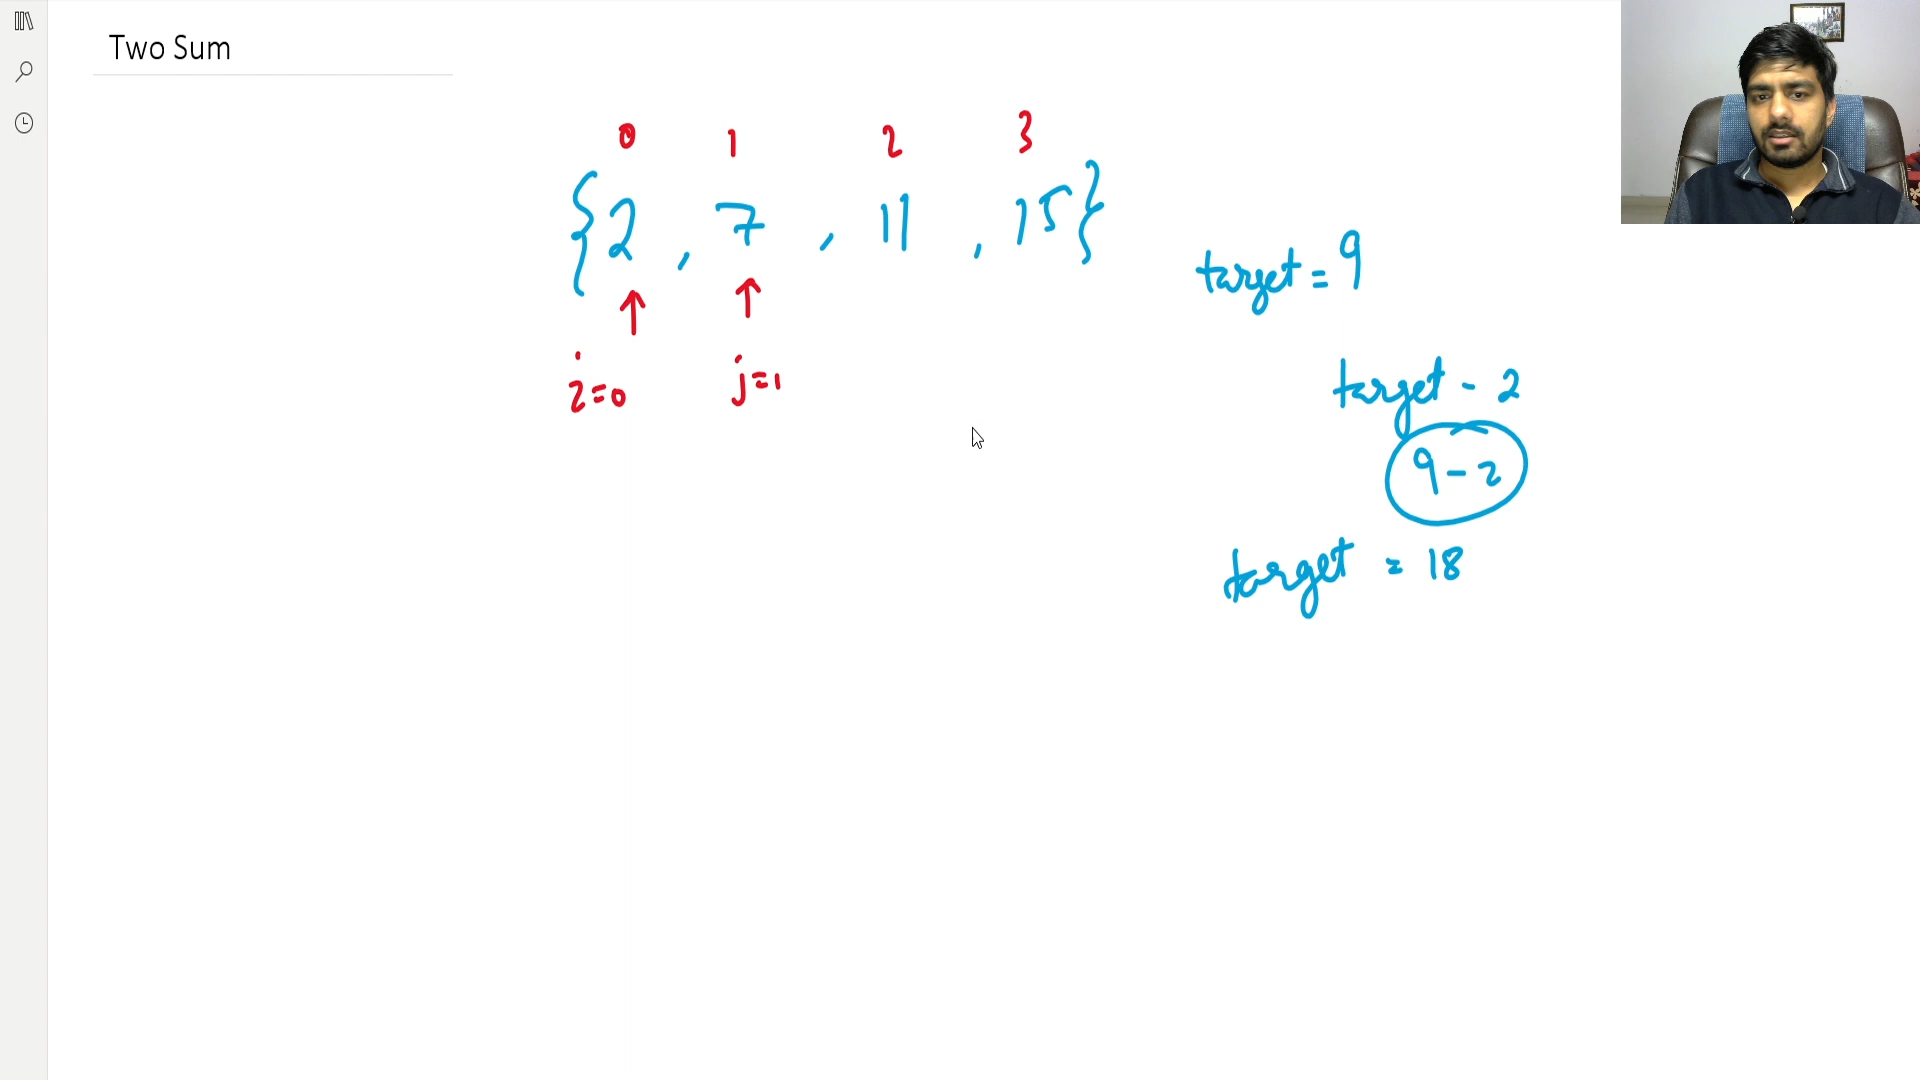 Two Sum
0 1 2 3
{2, 7, 11, 15}
target = 9
i=0 j=1
target - 2
9-2
target = 18